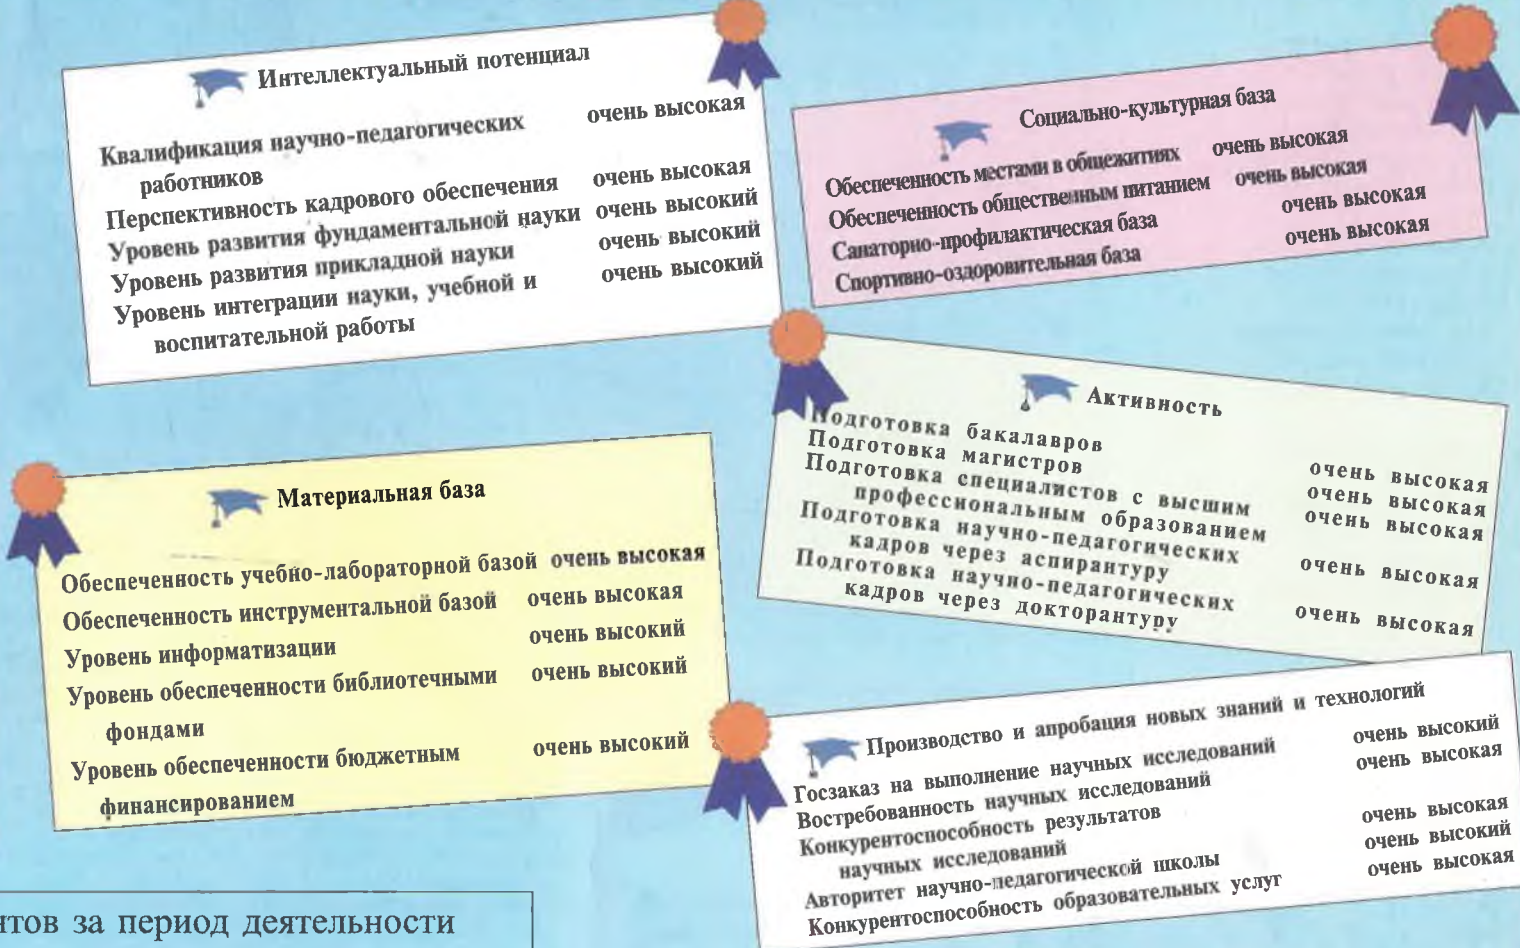 Интеллектуальный потенциал
Квалификация научно-педагогических очень высокая
работников
Перспективность кадрового обеспечения очень высокая
Уровень развития фундаментальной науки очень высокий
Уровень развития прикладной науки очень высокий
Уровень интеграции науки, учебной и очень высокий
воспитательной работы
Социально-культурная база
Обеспеченность местами в общежитиях очень высокая
Обеспеченность общественным питанием очень высокая
Санаторно-профилактическая база очень высокая
Спортивно-оздоровительная база очень высокая
Активность
Подготовка бакалавров очень высокая
Подготовка магистров очень высокая
Подготовка специалистов с высшим очень высокая
профессиональным образованием
Подготовка научно-педагогических очень высокая
кадров через аспирантуру
Подготовка научно-педагогических очень высокая
кадров через докторантуру
Материальная база
Обеспеченность учебно-лабораторной базой очень высокая
Обеспеченность инструментальной базой очень высокая
Уровень информатизации очень высокий
Уровень обеспеченности библиотечными очень высокий
фондами
Уровень обеспеченности бюджетным очень высокий
финансированием
Производство и апробация новых знаний и технологий
Госзаказ на выполнение научных исследований очень высокий
Востребованность научных исследований очень высокая
Конкурентоспособность результатов очень высокая
научных исследований
Авторитет научно-педагогической школы очень высокий
Конкурентоспособность образовательных услуг очень высокая
нтов за период деятельности